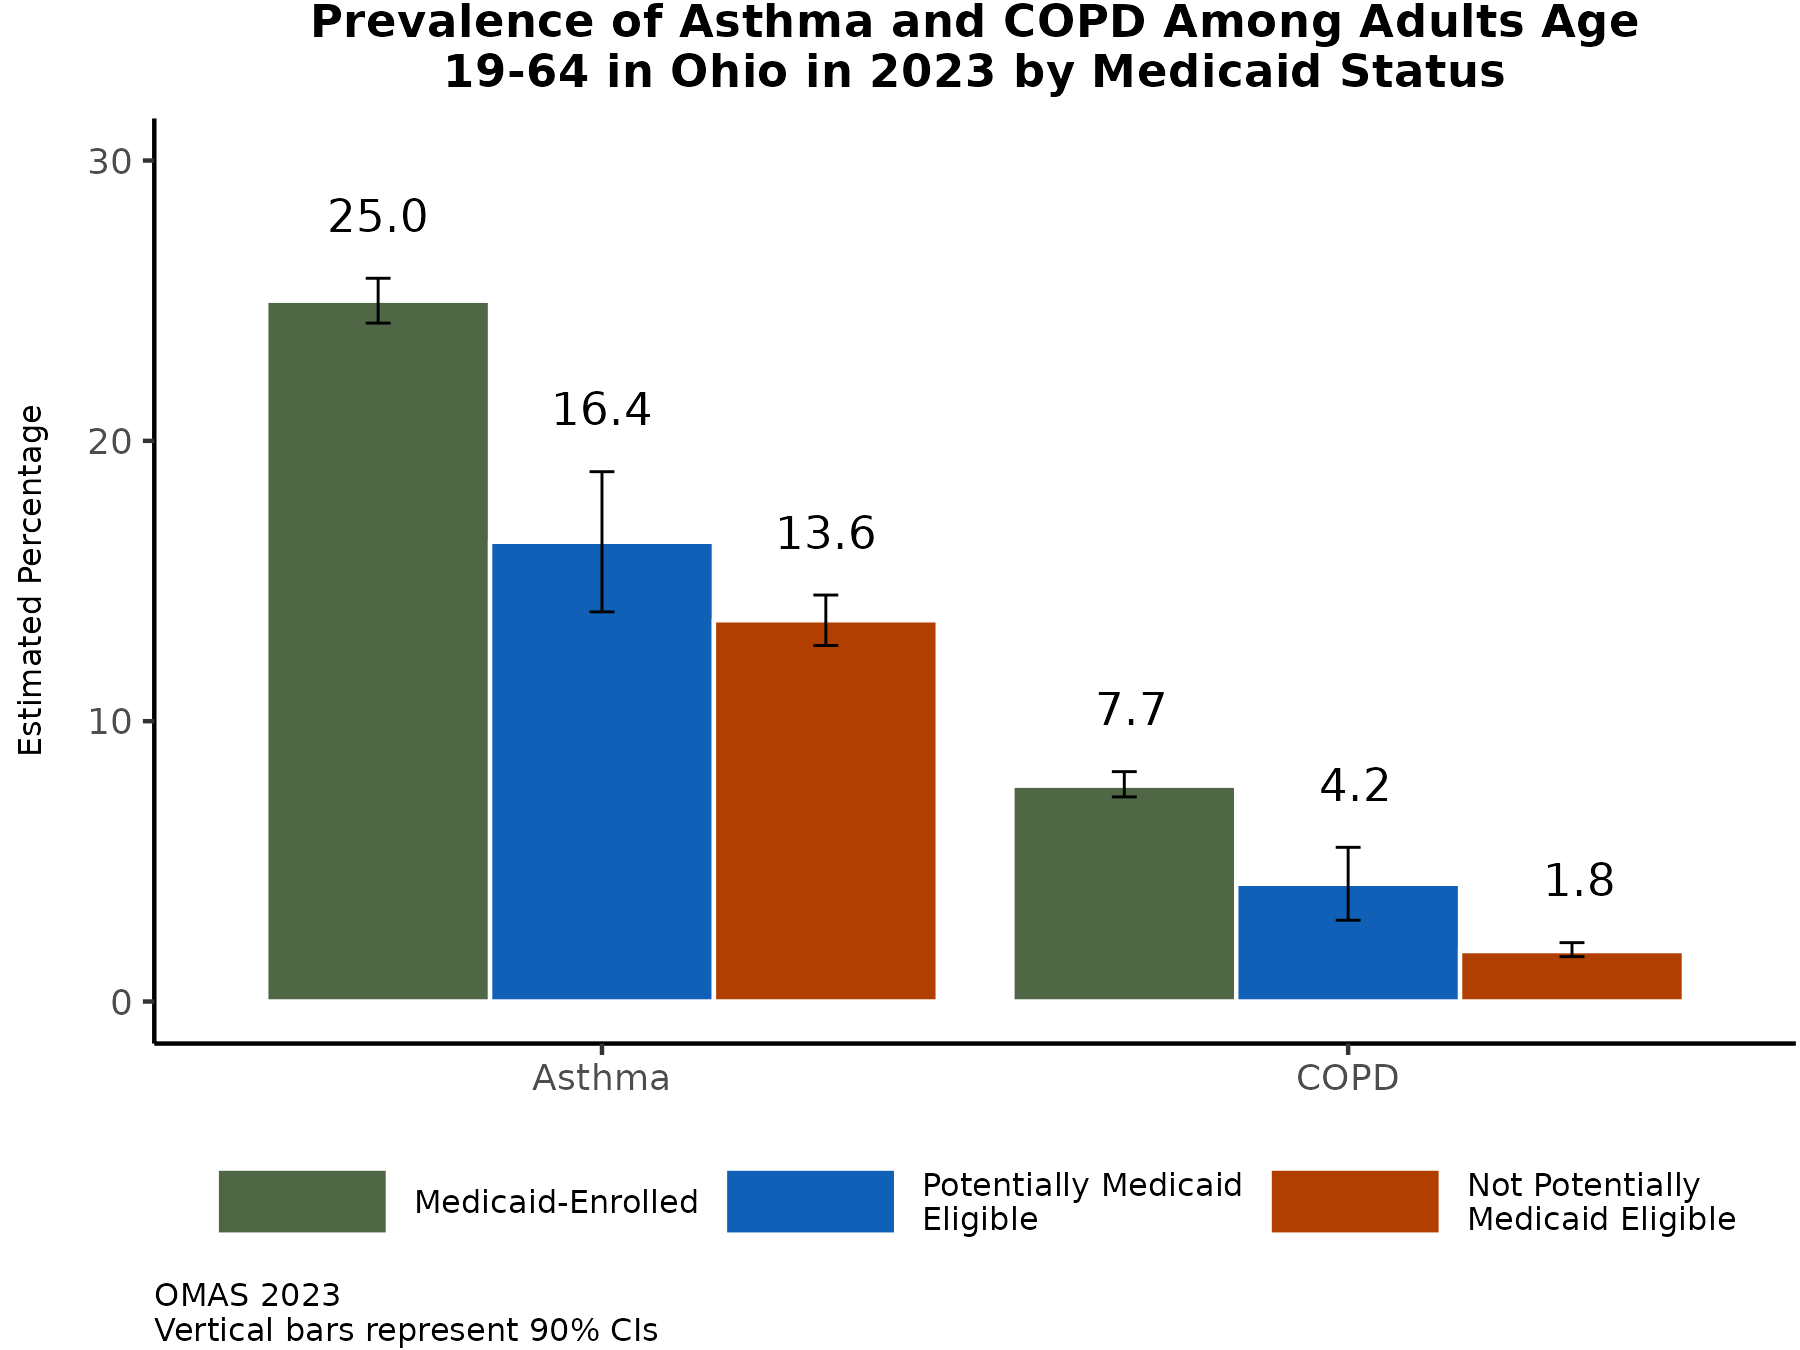 Prevalence of Asthma and COPD Among Adults Age
19-64 in Ohio in 2023 by Medicaid Status
Estimated Percentage
30
20
10
0
25.0
16.4
13.6
7.7
4.2
1.8
Asthma
COPD
Medicaid-Enrolled
Potentially Medicaid
Eligible
Not Potentially
Medicaid Eligible
OMAS 2023
Vertical bars represent 90% CIs